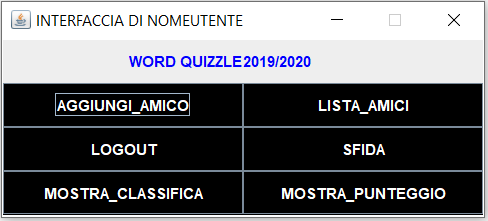 INTERFACCIA DI NOMEUTENTE
WORD QUIZZLE2019/2020
AGGIUNGI_AMICO LISTA_AMICI
LOGOUT SFIDA
MOSTRA_CLASSIFICA MOSTRA_PUNTEGGIO